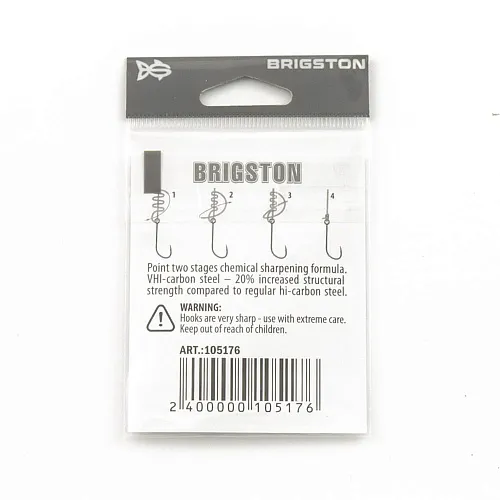 BRIGSTON
BRIGSTON
1 2 3 4
Point two stages chemical sharpening formula.
VHI-carbon steel – 20% increased structural
strength compared to regular hi-carbon steel.
WARNING:
Hooks are very sharp - use with extreme care.
Keep out of reach of children.
ART.:105176
2 400000 105176